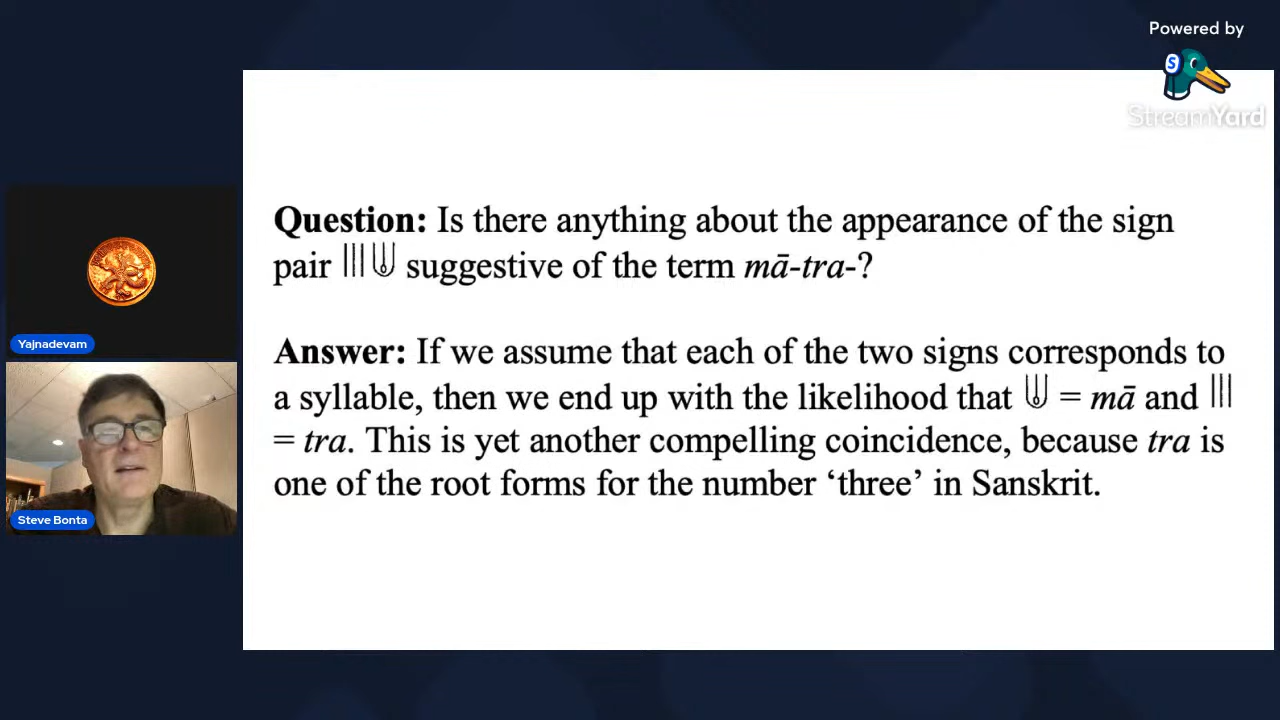 Powered by
StreamYard
Question: Is there anything about the appearance of the sign
pair suggestive of the term mā-tra-?
Answer: If we assume that each of the two signs corresponds to
a syllable, then we end up with the likelihood that = mā and
= tra. This is yet another compelling coincidence, because tra is
one of the root forms for the number ‘three’ in Sanskrit.
Yajnadevam
Steve Bonta